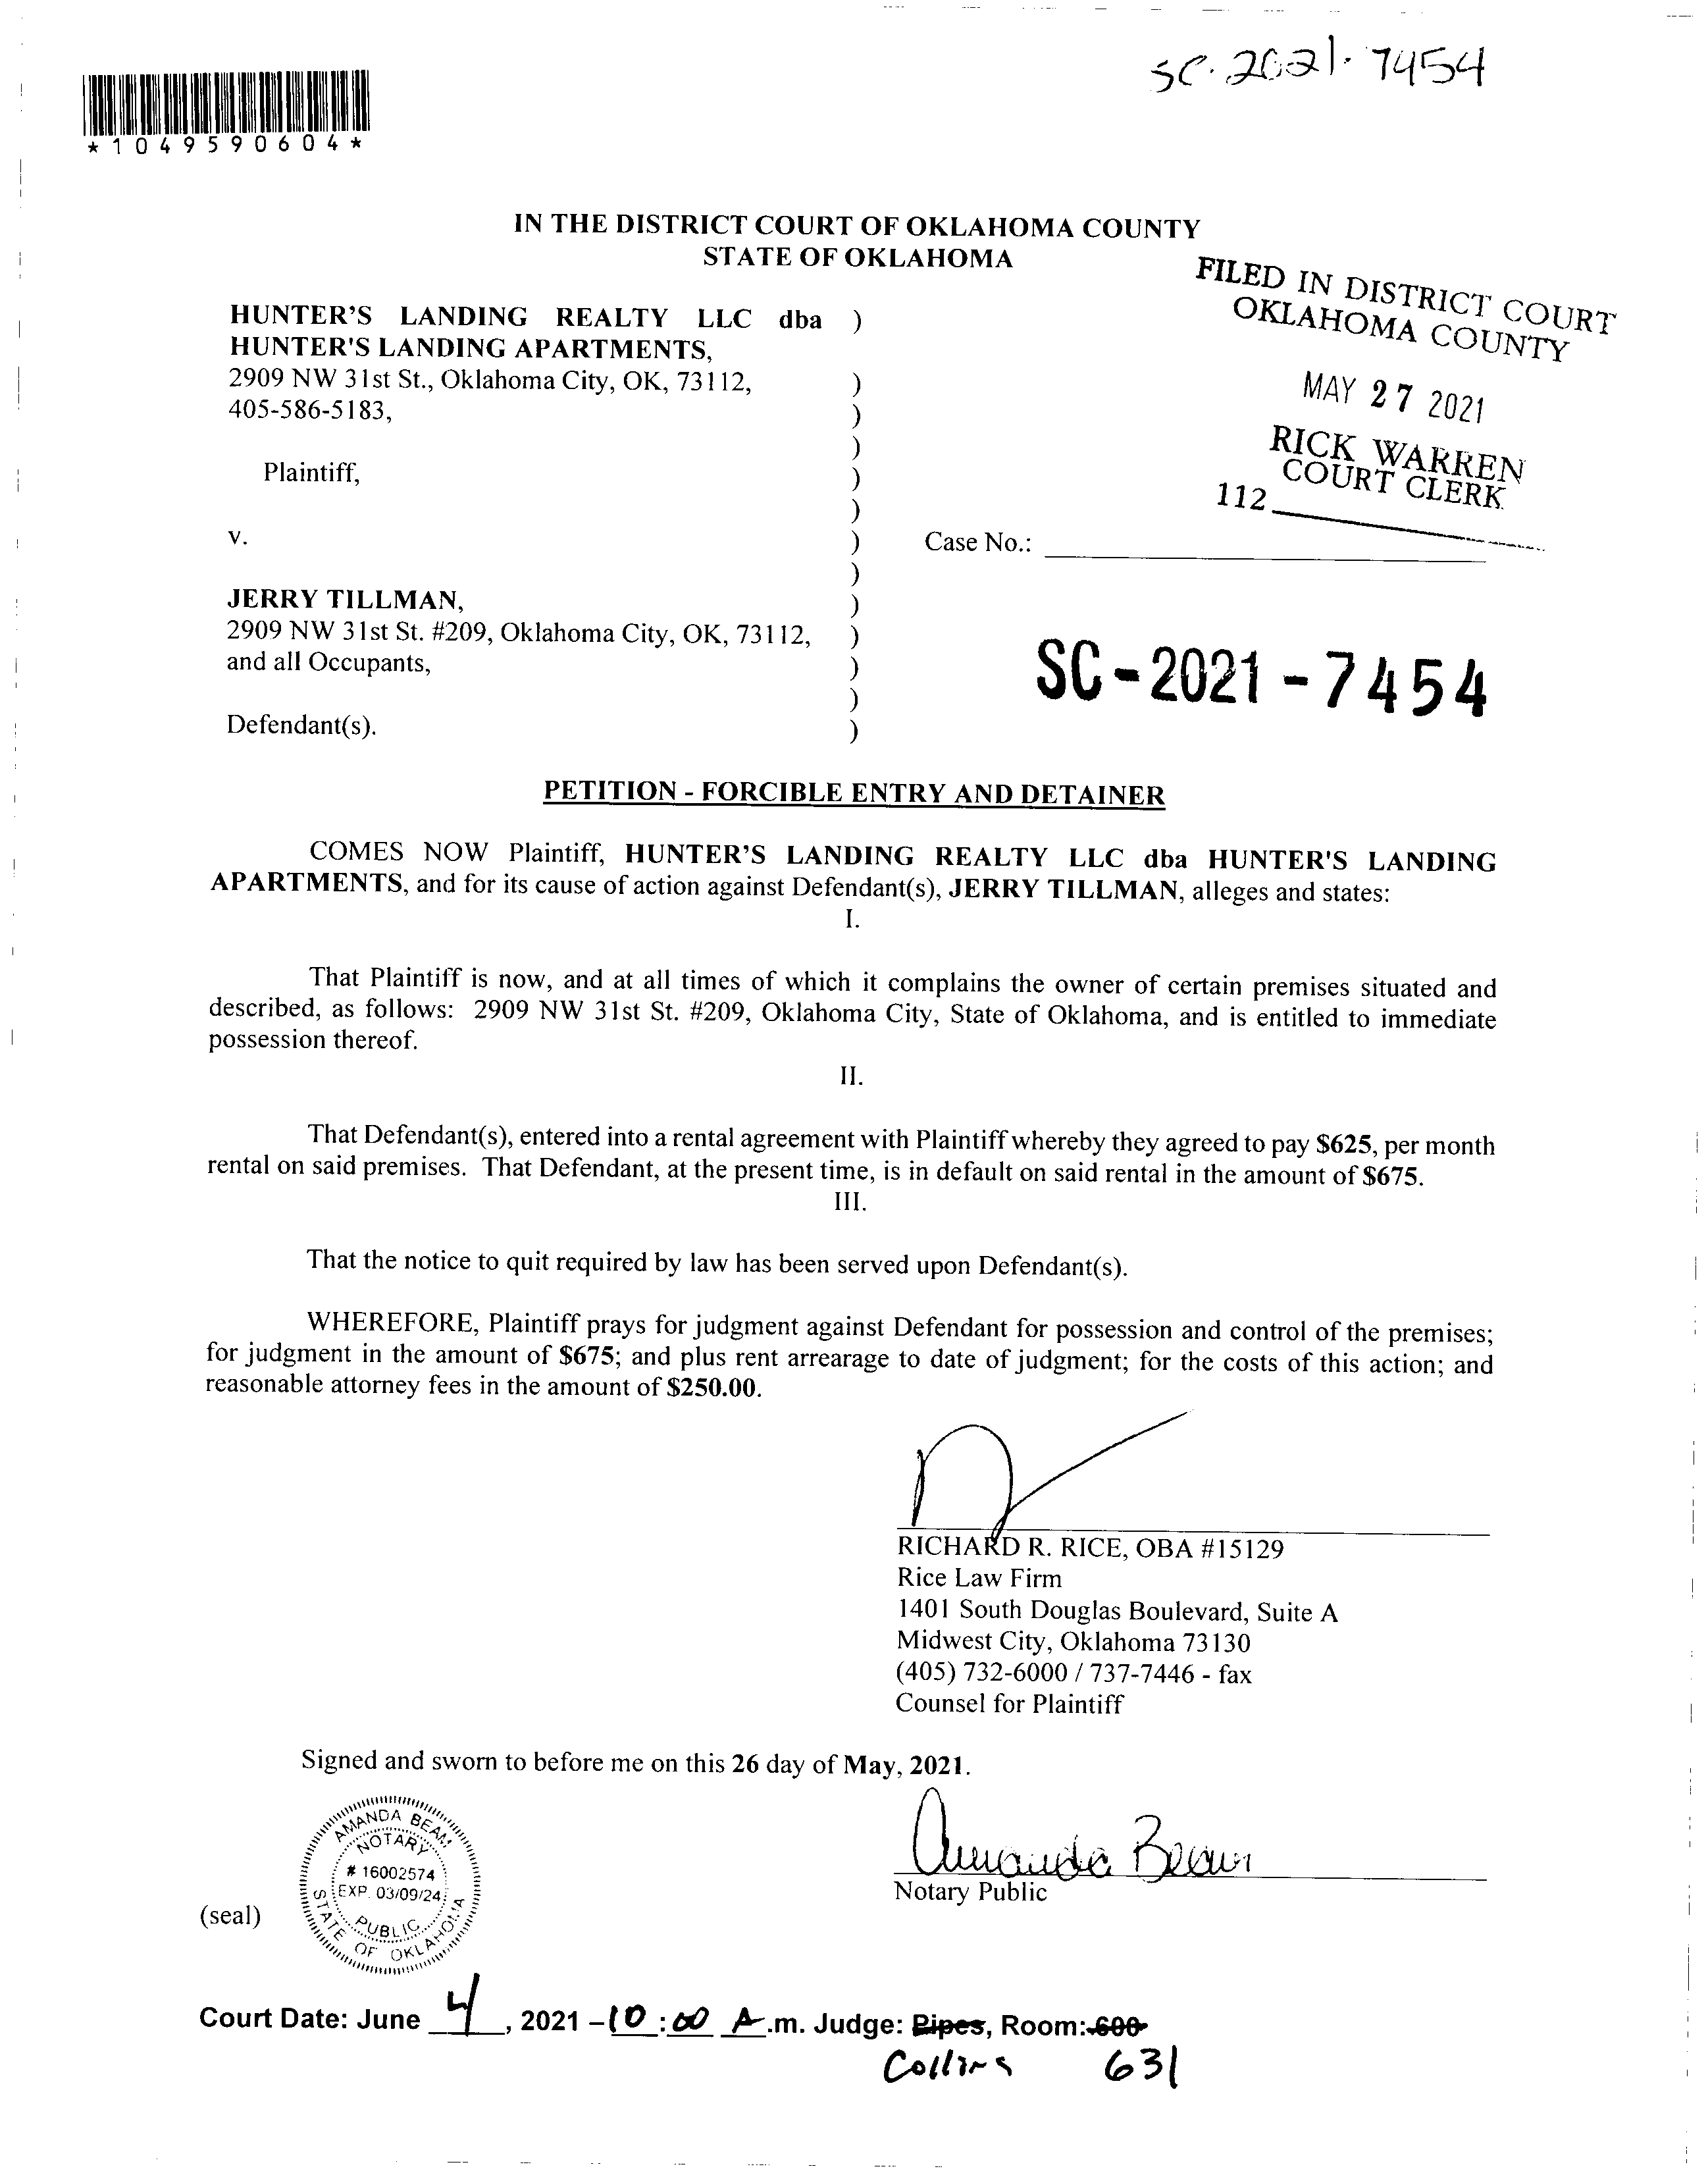 SC-2021-7454
*1049590604*
IN THE DISTRICT COURT OF OKLAHOMA COUNTY
STATE OF OKLAHOMA
FILED IN DISTRICT COURT
OKLAHOMA COUNTY
MAY 27 2021
RICK WARREN
COURT CLERK
112
HUNTER'S LANDING REALTY LLC dba )
HUNTER'S LANDING APARTMENTS,
2909 NW 31st St., Oklahoma City, OK, 73112, )
405-586-5183, )
)
Plaintiff, )
)
v. ) Case No.:
)
JERRY TILLMAN, )
2909 NW 31st St. #209, Oklahoma City, OK, 73112, )
and all Occupants, )
)
Defendant(s). )
SC-2021-7454
PETITION - FORCIBLE ENTRY AND DETAINER
COMES NOW Plaintiff, HUNTER'S LANDING REALTY LLC dba HUNTER'S LANDING
APARTMENTS, and for its cause of action against Defendant(s), JERRY TILLMAN, alleges and states:
I.
That Plaintiff is now, and at all times of which it complains the owner of certain premises situated and
described, as follows: 2909 NW 31st St. #209, Oklahoma City, State of Oklahoma, and is entitled to immediate
possession thereof.
II.
That Defendant(s), entered into a rental agreement with Plaintiff whereby they agreed to pay $625, per month
rental on said premises. That Defendant, at the present time, is in default on said rental in the amount of $675.
III.
That the notice to quit required by law has been served upon Defendant(s).
WHEREFORE, Plaintiff prays for judgment against Defendant for possession and control of the premises;
for judgment in the amount of $675; and plus rent arrearage to date of judgment; for the costs of this action; and
reasonable attorney fees in the amount of $250.00.
RICHARD R. RICE, OBA #15129
Rice Law Firm
1401 South Douglas Boulevard, Suite A
Midwest City, Oklahoma 73130
(405) 732-6000 / 737-7446 - fax
Counsel for Plaintiff
Signed and sworn to before me on this 26 day of May, 2021.
Amanda Beam
Notary Public
(seal)
AMANDA BEAM
NOTARY
# 16002574
EXP. 03/09/24
PUBLIC
STATE OF OKLAHOMA
Court Date: June 4, 2021 – 10:00 A.m. Judge: Pipes, Room: 600
Collins 631